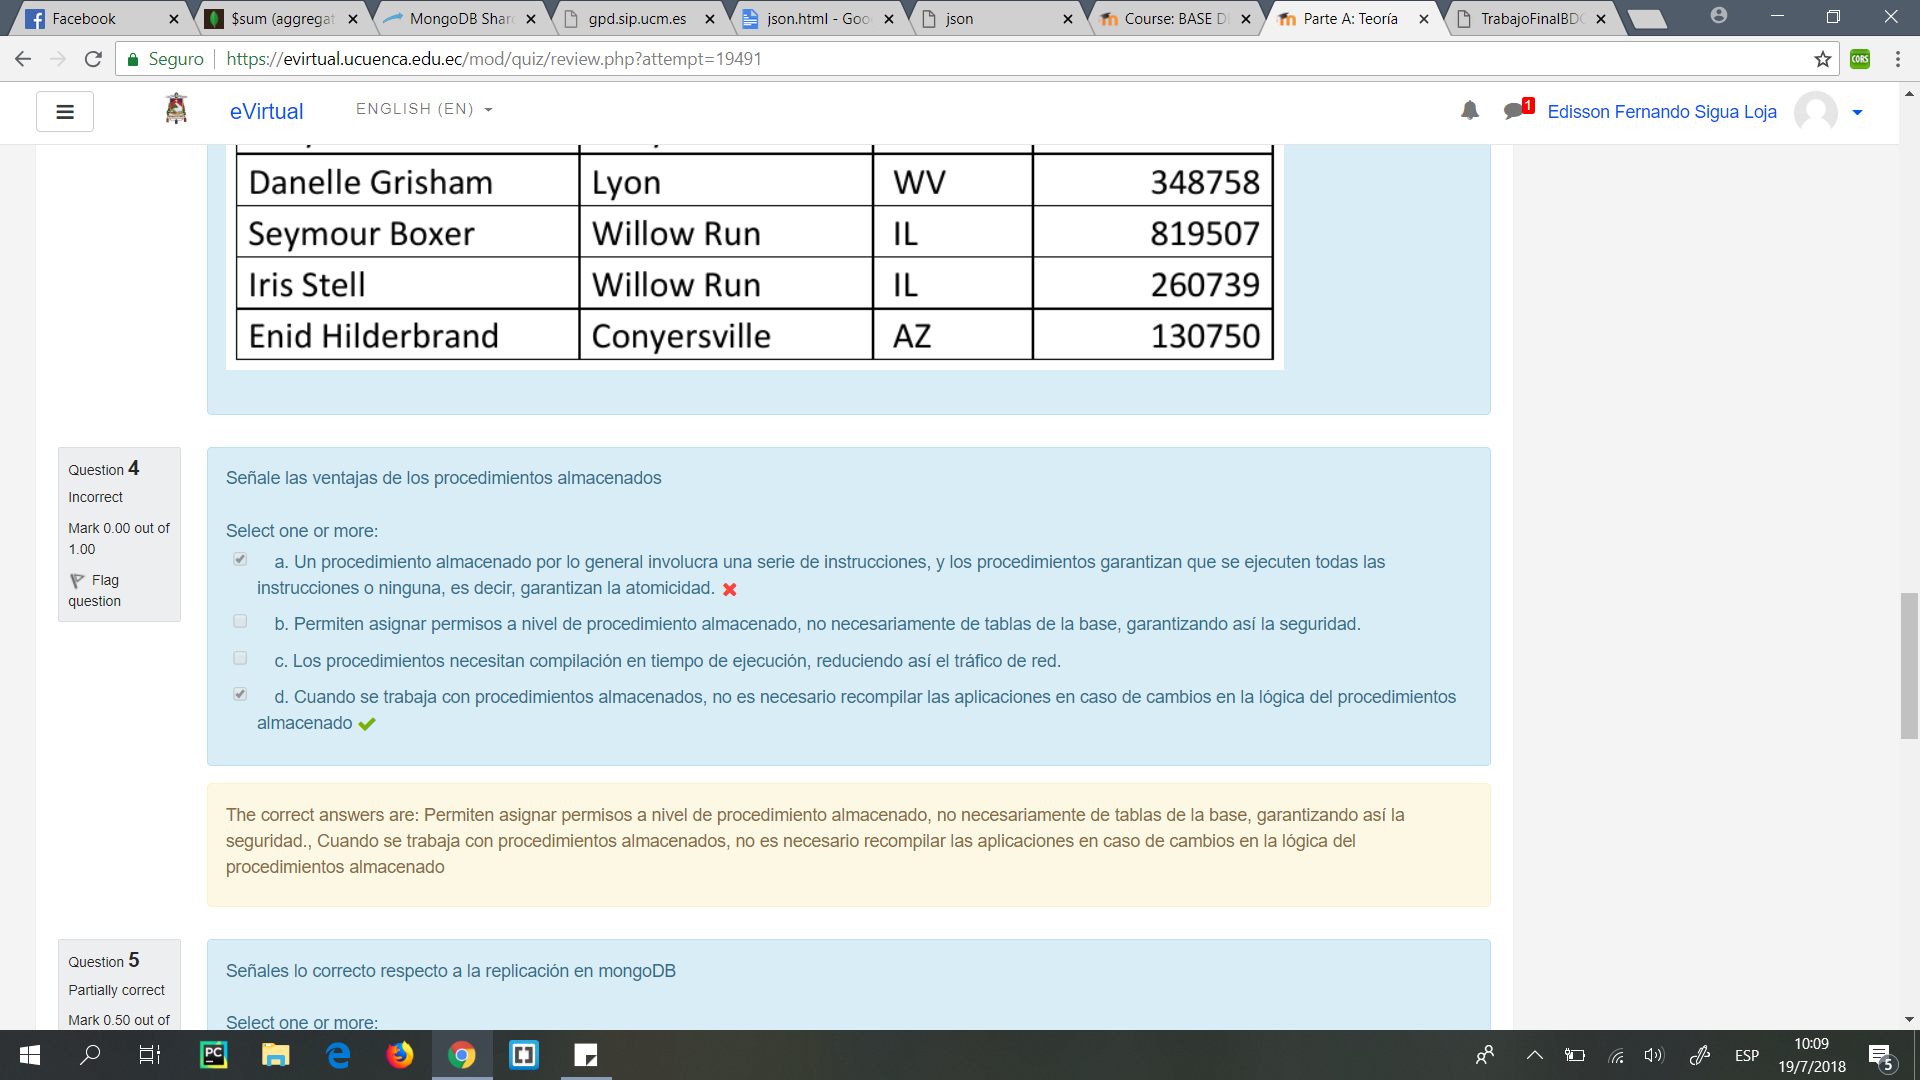 Facebook
$sum (aggregat
MongoDB Shar
gpd.sip.ucm.es
json.html - Goo
json
Course: BASE D
Parte A: Teoría
TrabajoFinalBD
Seguro
https://evirtual.ucuenca.edu.ec/mod/quiz/review.php?attempt=19491
CORS
eVirtual
ENGLISH (EN)
1
Edisson Fernando Sigua Loja
Danelle Grisham Lyon WV 348758
Seymour Boxer Willow Run IL 819507
Iris Stell Willow Run IL 260739
Enid Hilderbrand Conyersville AZ 130750
Question 4
Incorrect
Mark 0.00 out of
1.00
Flag
question
Señale las ventajas de los procedimientos almacenados
Select one or more:
a. Un procedimiento almacenado por lo general involucra una serie de instrucciones, y los procedimientos garantizan que se ejecuten todas las
instrucciones o ninguna, es decir, garantizan la atomicidad.
b. Permiten asignar permisos a nivel de procedimiento almacenado, no necesariamente de tablas de la base, garantizando así la seguridad.
c. Los procedimientos necesitan compilación en tiempo de ejecución, reduciendo así el tráfico de red.
d. Cuando se trabaja con procedimientos almacenados, no es necesario recompilar las aplicaciones en caso de cambios en la lógica del procedimientos
almacenado
The correct answers are: Permiten asignar permisos a nivel de procedimiento almacenado, no necesariamente de tablas de la base, garantizando así la
seguridad., Cuando se trabaja con procedimientos almacenados, no es necesario recompilar las aplicaciones en caso de cambios en la lógica del
procedimientos almacenado
Question 5
Partially correct
Mark 0.50 out of
Señales lo correcto respecto a la replicación en mongoDB
Select one or more:
PC
ESP
10:09
19/7/2018
5